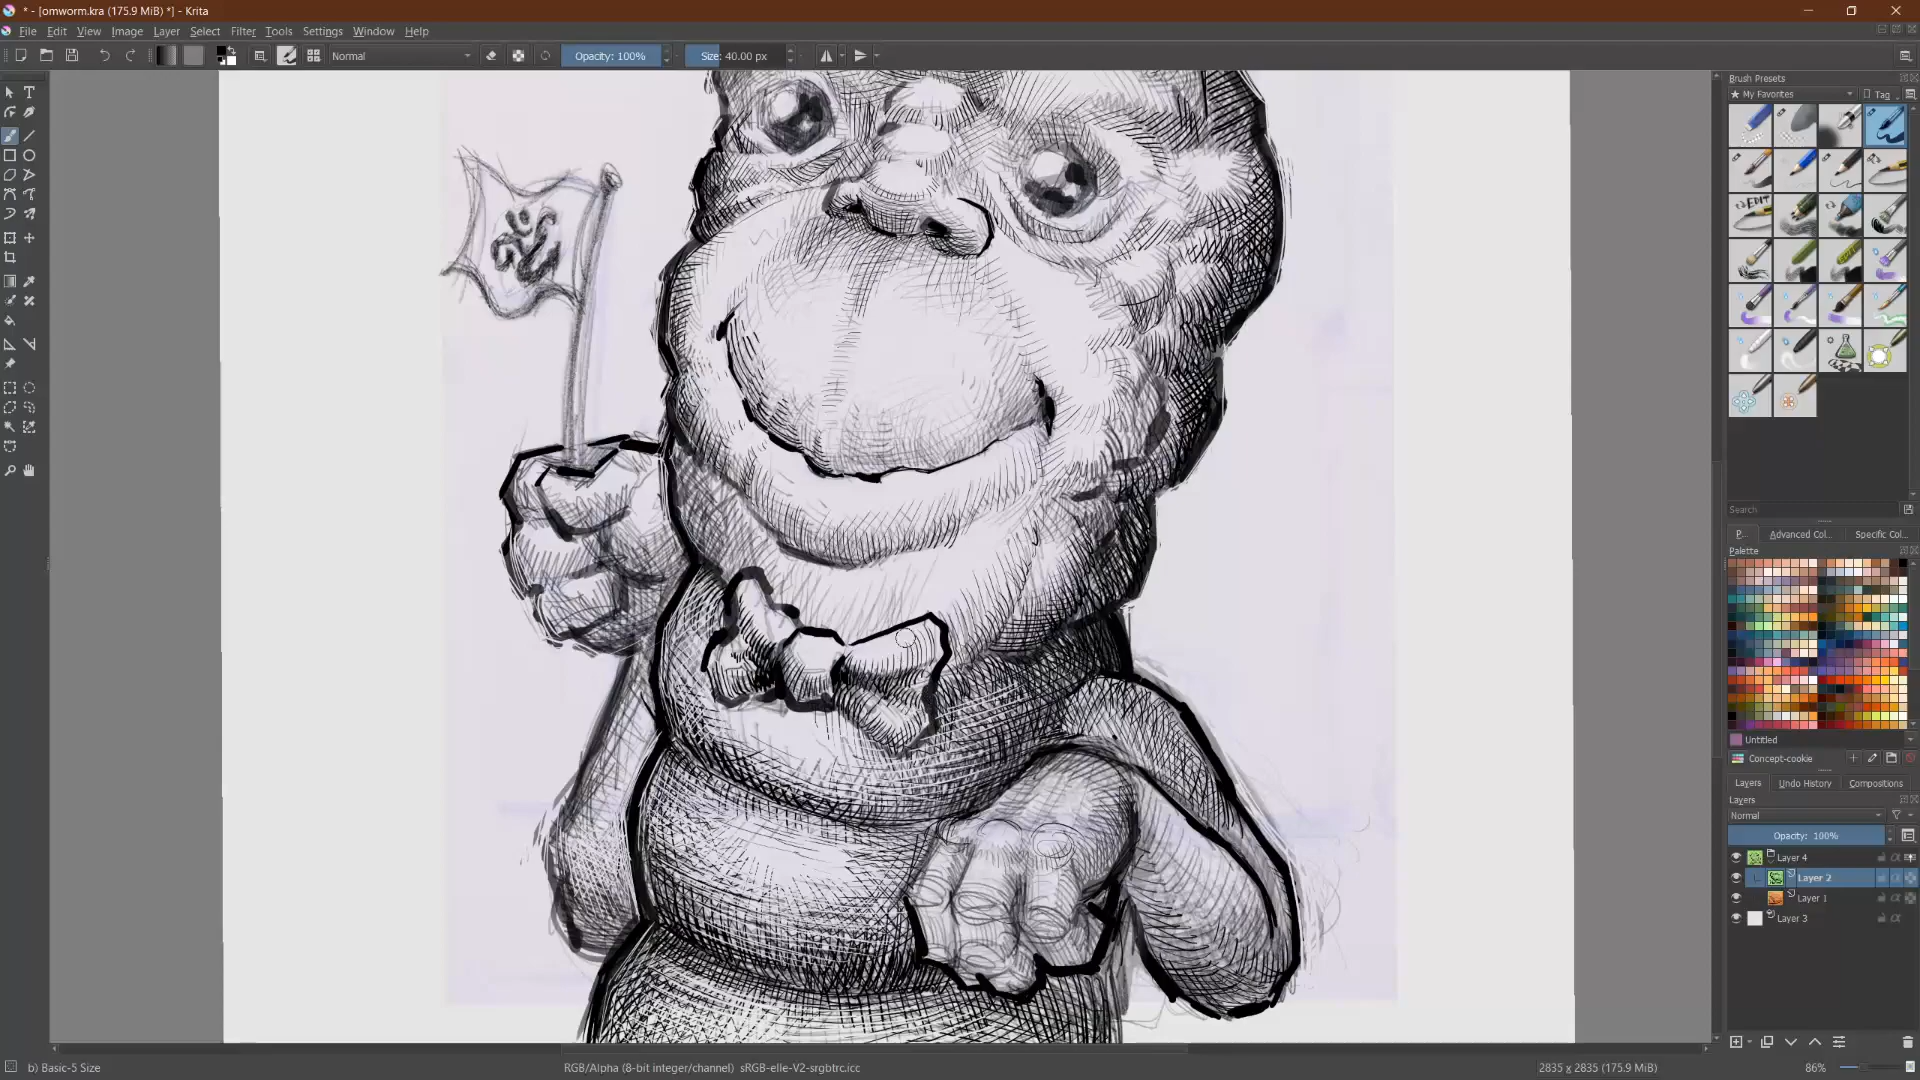 * - [omworm.kra (175.9 MiB) *] - Krita
File Edit View Image Layer Select Filter Tools Settings Window Help
Normal
Opacity: 100%
Size: 40.00 px
Brush Presets
★ My Favorites
Tag
EDIT
Search
P...
Advanced Col...
Specific Col...
Palette
Untitled
Concept-cookie
Layers
Undo History
Compositions
Layers
Normal
Opacity: 100%
Layer 4
Layer 2
Layer 1
Layer 3
b) Basic-5 Size
RGB/Alpha (8-bit integer/channel) sRGB-elle-V2-srgbtrc.icc
2835 x 2835 (175.9 MiB)
86%